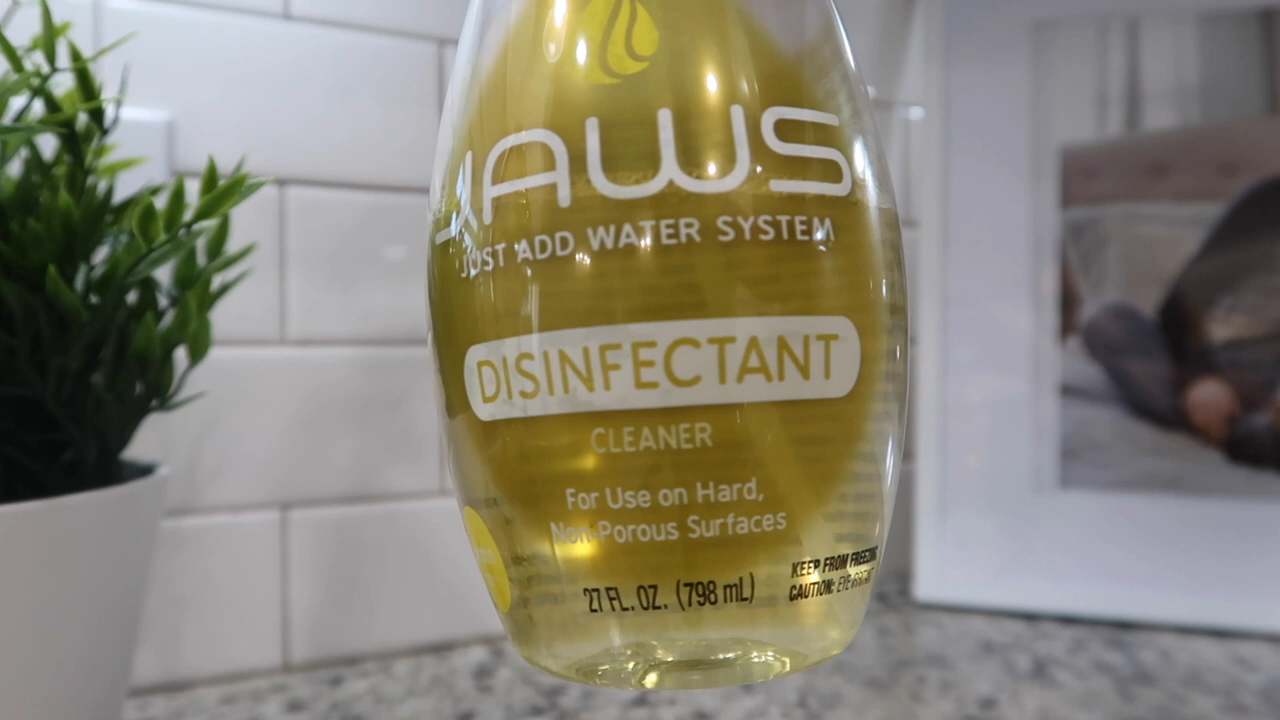 JAWS
JUST ADD WATER SYSTEM
DISINFECTANT
CLEANER
For Use on Hard,
Non-Porous Surfaces
27 FL. OZ. (798 mL)
KEEP FROM FREEZING
CAUTION: EYE IRRITANT